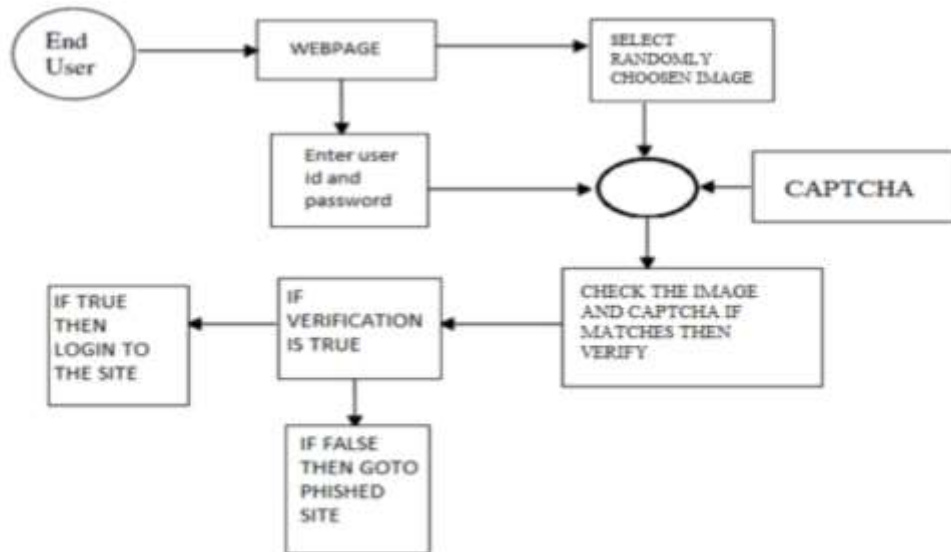 End
User
WEBPAGE
SELECT
RANDOMLY
CHOOSEN IMAGE
Enter user
id and
password
CAPTCHA
CHECK THE IMAGE
AND CAPTCHA IF
MATCHES THEN
VERIFY
IF
VERIFICATION
IS TRUE
IF TRUE
THEN
LOGIN TO
THE SITE
IF FALSE
THEN GOTO
PHISHED
SITE